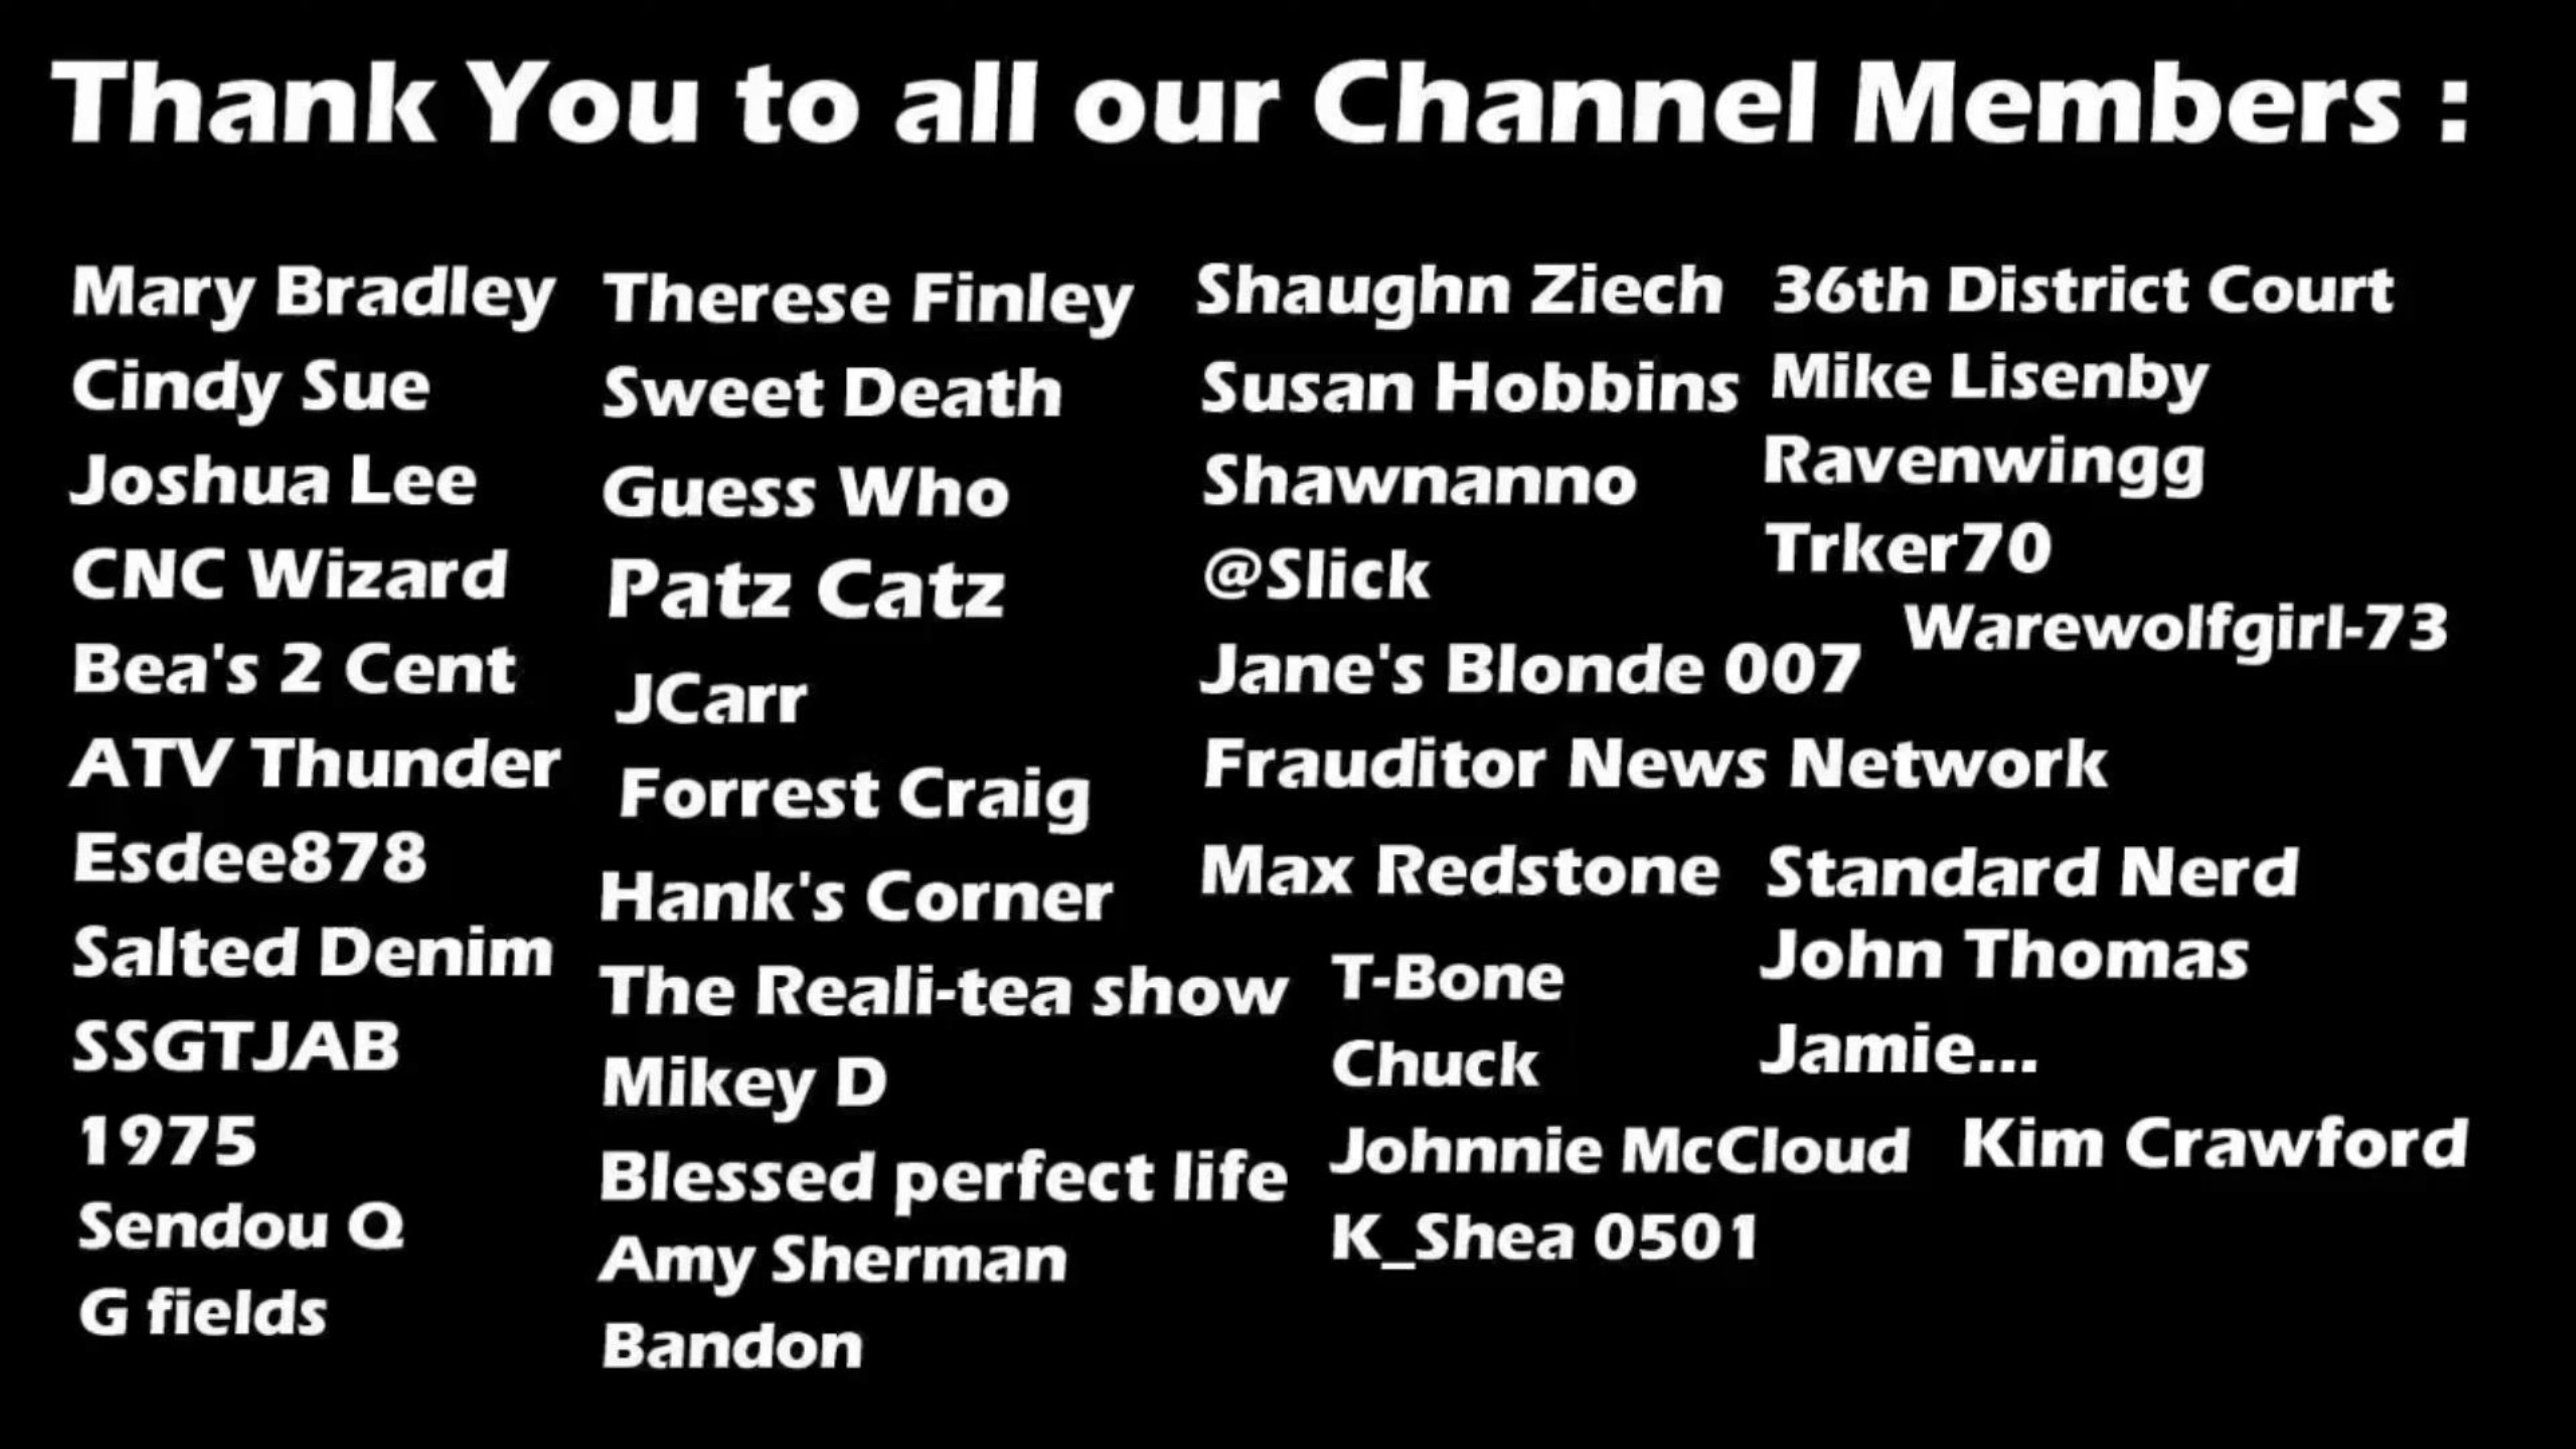 Thank You to all our Channel Members :
Mary Bradley
Cindy Sue
Joshua Lee
CNC Wizard
Bea's 2 Cent
ATV Thunder
Esdee878
Salted Denim
SSGTJAB
1975
Sendou Q
G fields
Therese Finley
Sweet Death
Guess Who
Patz Catz
JCarr
Forrest Craig
Hank's Corner
The Reali-tea show
Mikey D
Blessed perfect life
Amy Sherman
Bandon
Shaughn Ziech
Susan Hobbins
Shawnanno
@Slick
Jane's Blonde 007
Frauditor News Network
Max Redstone
T-Bone
Chuck
Johnnie McCloud
K_Shea 0501
36th District Court
Mike Lisenby
Ravenwingg
Trker70
Warewolfgirl-73
Standard Nerd
John Thomas
Jamie...
Kim Crawford